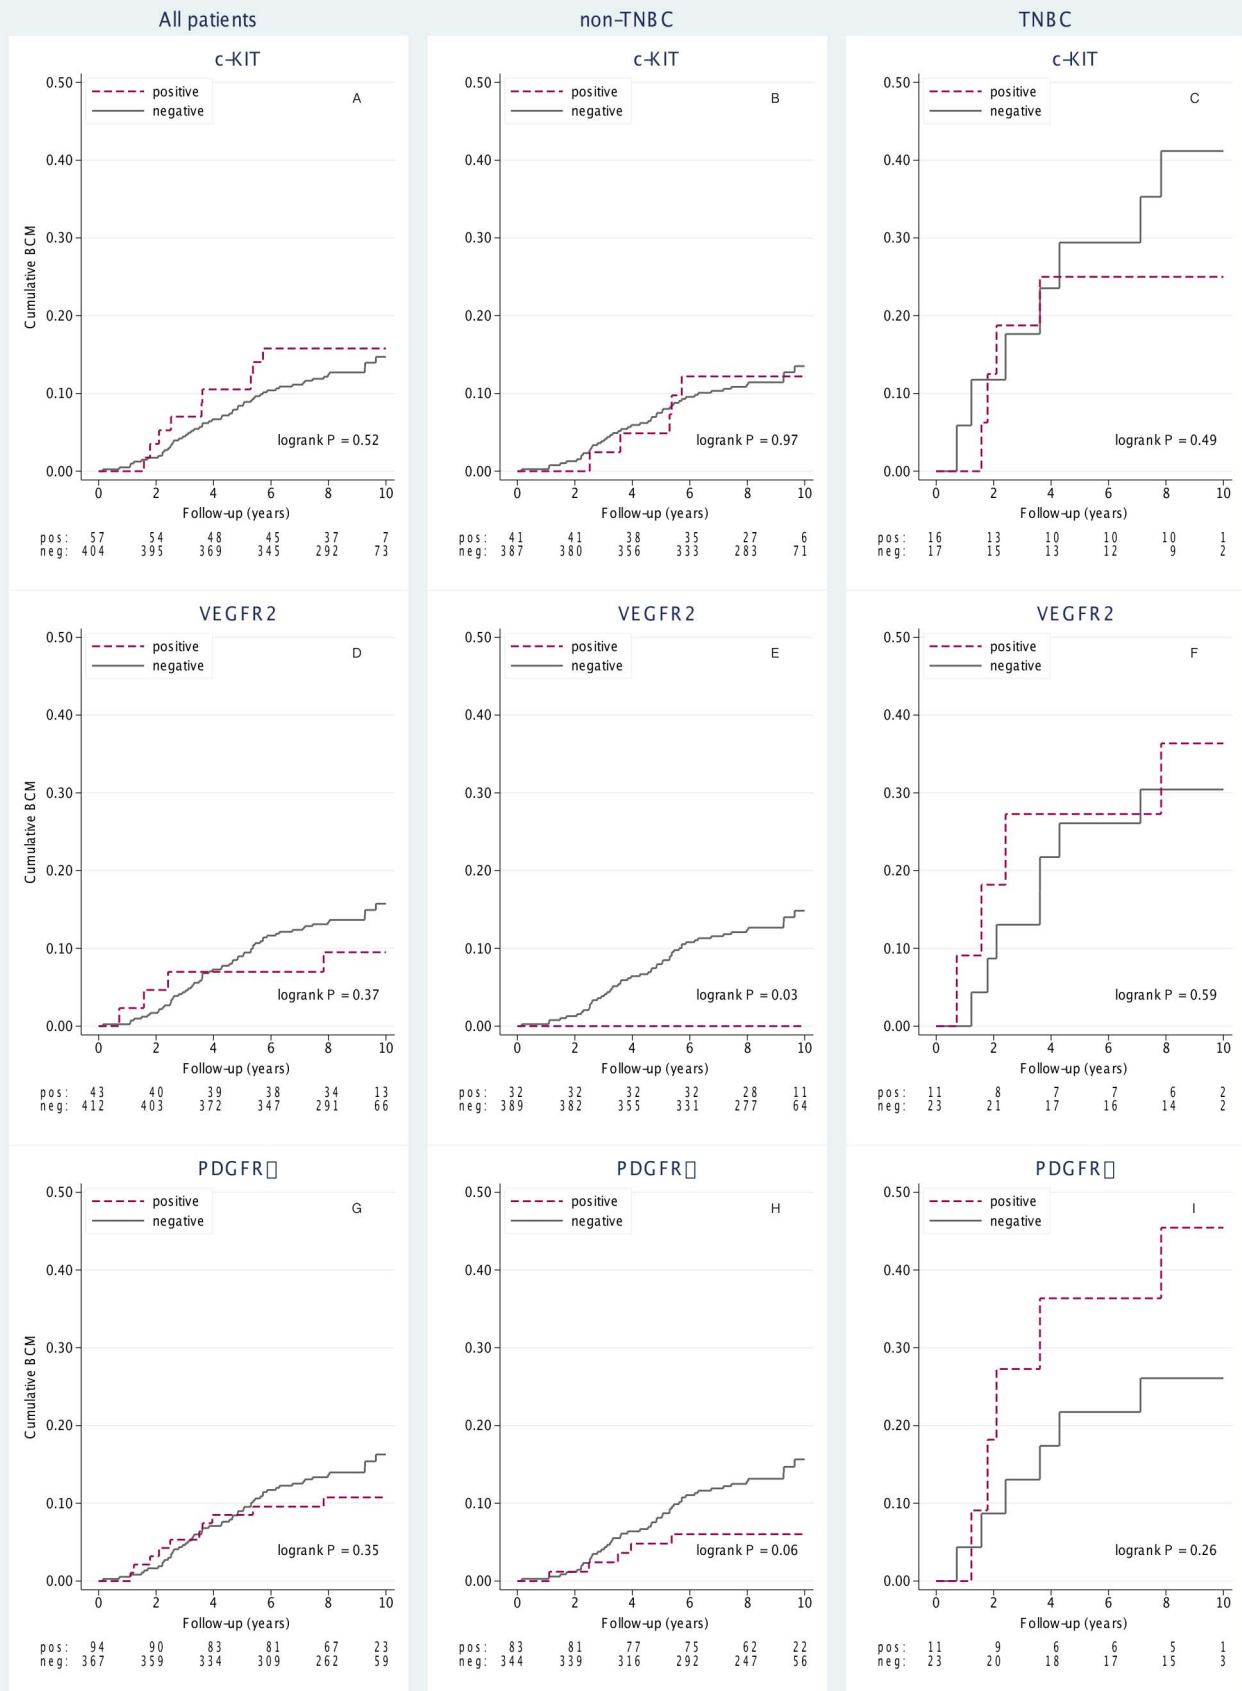 All patients
non-TNBC
TNBC
c-KIT
positive
negative
A
0.50
0.40
0.30
0.20
0.10
0.00
Cumulative BCM
logrank P = 0.52
0 2 4 6 8 10
Follow-up (years)
pos: 57 54 48 45 37 7
neg: 404 395 369 345 292 73
c-KIT
positive
negative
B
0.50
0.40
0.30
0.20
0.10
0.00
logrank P = 0.97
0 2 4 6 8 10
Follow-up (years)
pos: 41 41 38 35 27 6
neg: 387 380 356 333 283 71
c-KIT
positive
negative
C
0.50
0.40
0.30
0.20
0.10
0.00
logrank P = 0.49
0 2 4 6 8 10
Follow-up (years)
pos: 16 13 10 10 10 1
neg: 17 15 13 12 9 2
VEGFR2
positive
negative
D
0.50
0.40
0.30
0.20
0.10
0.00
Cumulative BCM
logrank P = 0.37
0 2 4 6 8 10
Follow-up (years)
pos: 43 40 39 38 34 13
neg: 412 403 372 347 291 66
VEGFR2
positive
negative
E
0.50
0.40
0.30
0.20
0.10
0.00
logrank P = 0.03
0 2 4 6 8 10
Follow-up (years)
pos: 32 32 32 32 28 11
neg: 389 382 355 331 277 64
VEGFR2
positive
negative
F
0.50
0.40
0.30
0.20
0.10
0.00
logrank P = 0.59
0 2 4 6 8 10
Follow-up (years)
pos: 11 8 7 7 6 2
neg: 23 21 17 16 14 2
PDGFR▯
positive
negative
G
0.50
0.40
0.30
0.20
0.10
0.00
Cumulative BCM
logrank P = 0.35
0 2 4 6 8 10
Follow-up (years)
pos: 94 90 83 81 67 23
neg: 367 359 334 309 262 59
PDGFR▯
positive
negative
H
0.50
0.40
0.30
0.20
0.10
0.00
logrank P = 0.06
0 2 4 6 8 10
Follow-up (years)
pos: 83 81 77 75 62 22
neg: 344 339 316 292 247 56
PDGFR▯
positive
negative
I
0.50
0.40
0.30
0.20
0.10
0.00
logrank P = 0.26
0 2 4 6 8 10
Follow-up (years)
pos: 11 9 6 6 5 1
neg: 23 20 18 17 15 3